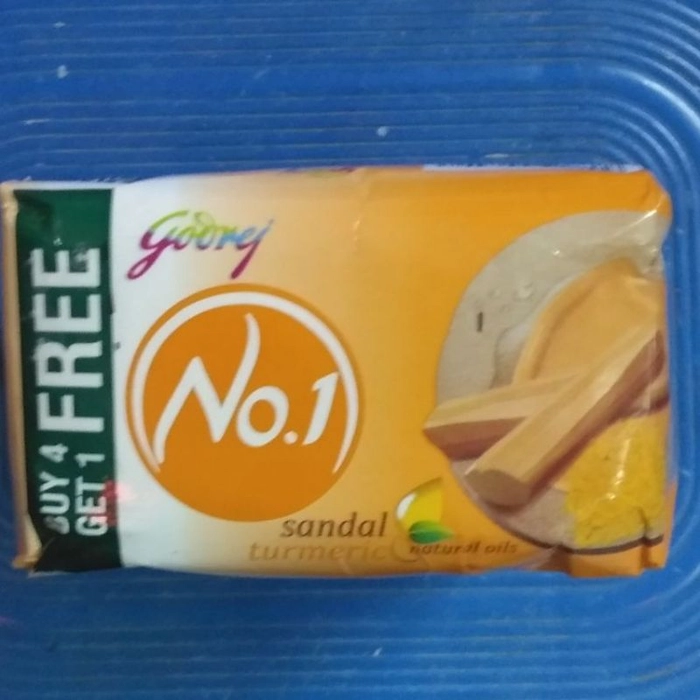 BUY 4
GET 1
FREE
Godrej
No.1
sandal
turmeric
natural oils